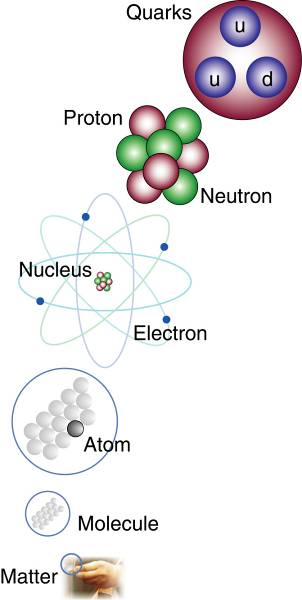 Quarks
u
u d
Proton
Neutron
Nucleus
Electron
Atom
Molecule
Matter